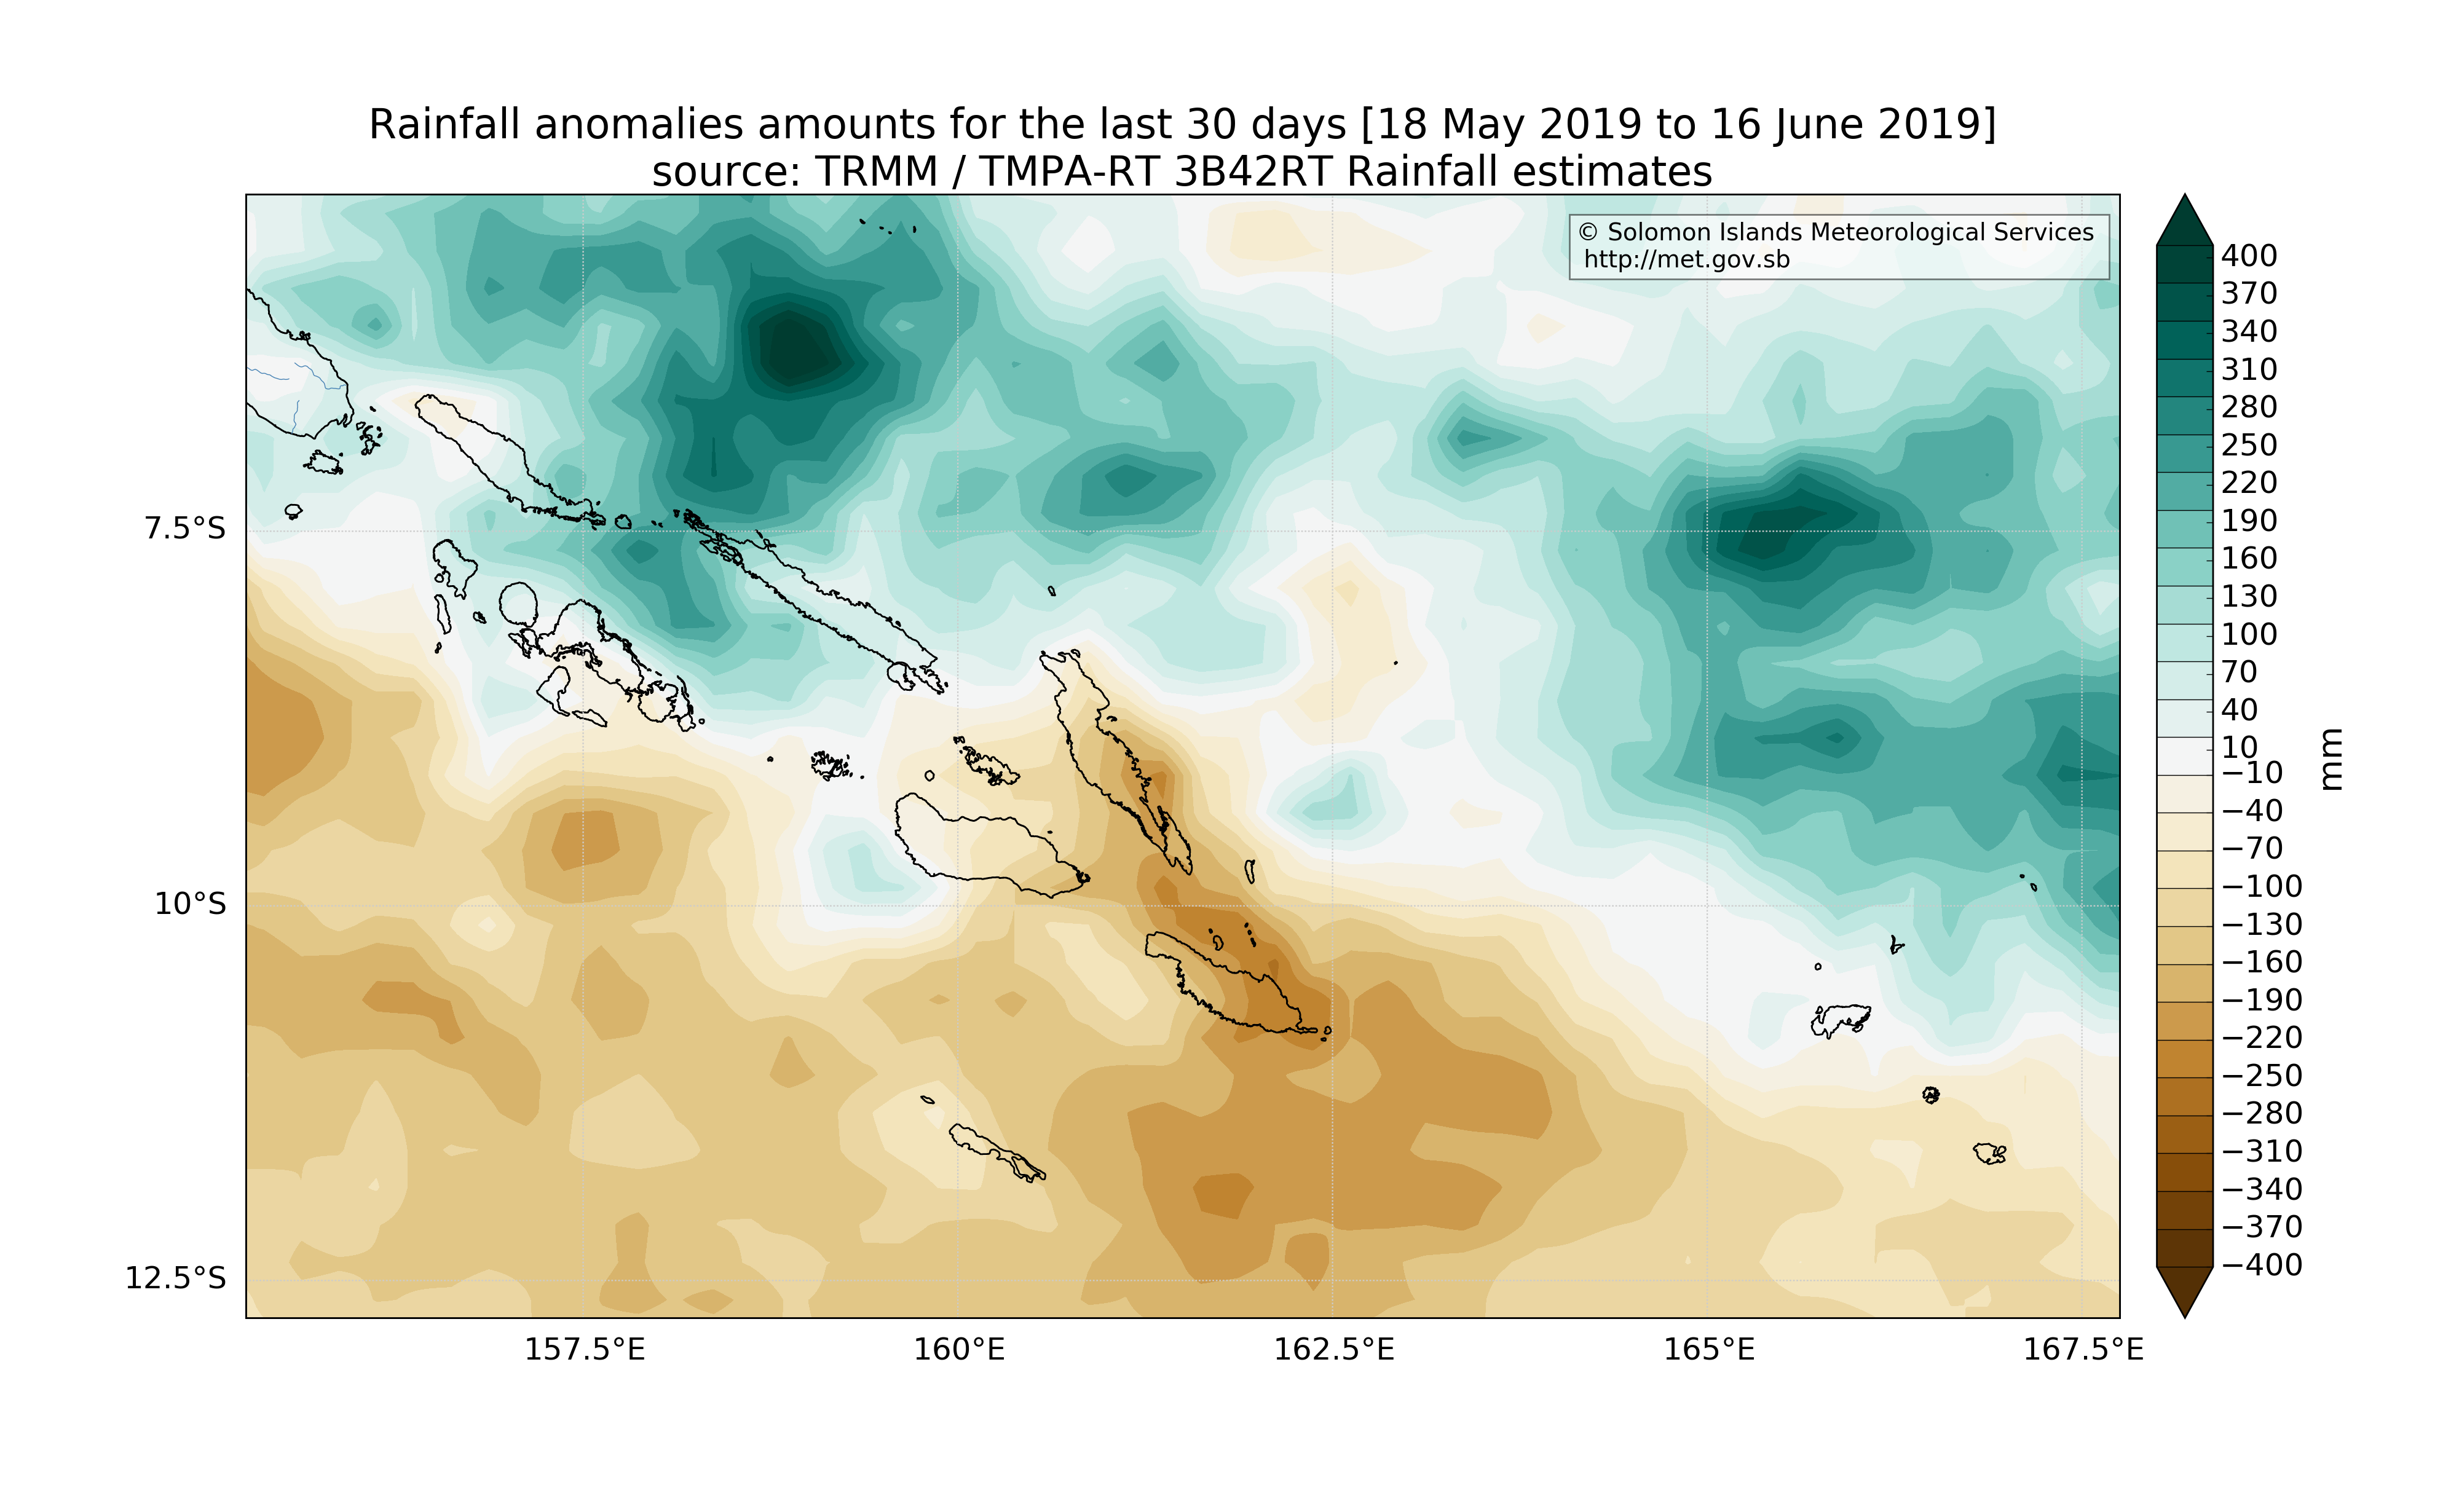 Rainfall anomalies amounts for the last 30 days [18 May 2019 to 16 June 2019]
source: TRMM / TMPA-RT 3B42RT Rainfall estimates
© Solomon Islands Meteorological Services
http://met.gov.sb
7.5°S
10°S
12.5°S
157.5°E
160°E
162.5°E
165°E
167.5°E
400
370
340
310
280
250
220
190
160
130
100
70
40
10
−10
−40
−70
−100
−130
−160
−190
−220
−250
−280
−310
−340
−370
−400
mm